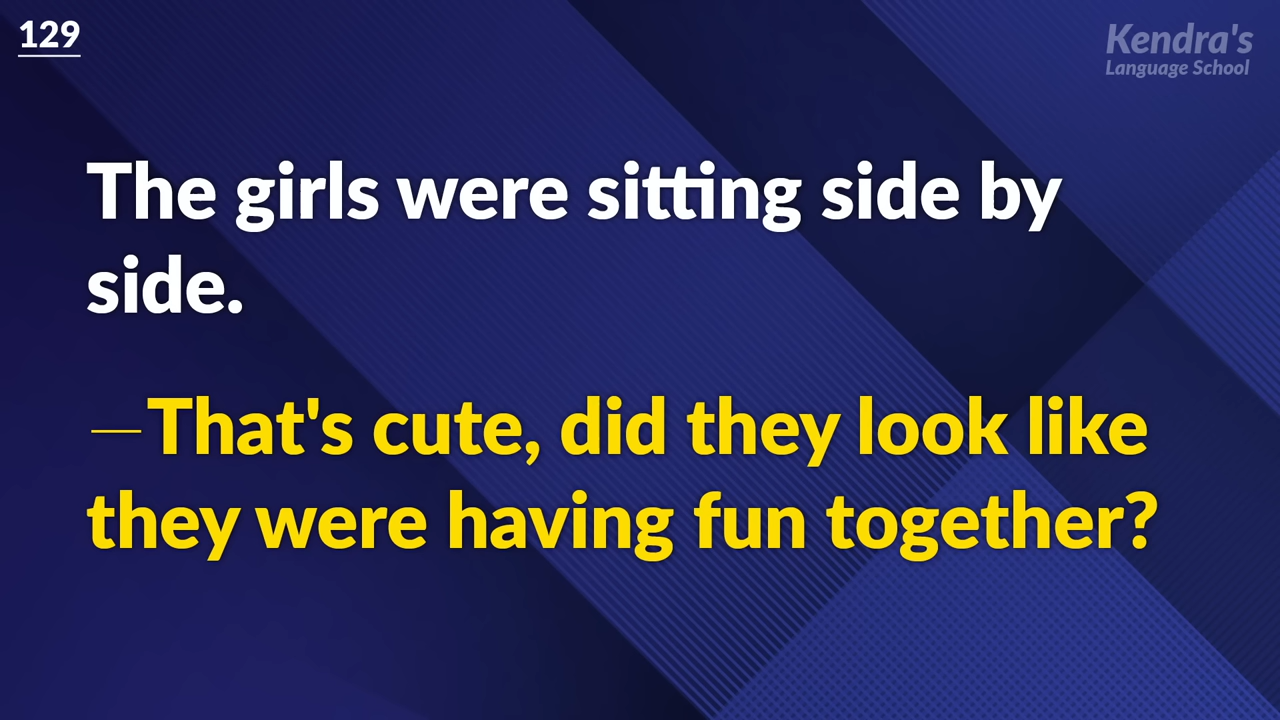 129
Kendra's
Language School
The girls were sitting side by
side.
—That's cute, did they look like
they were having fun together?